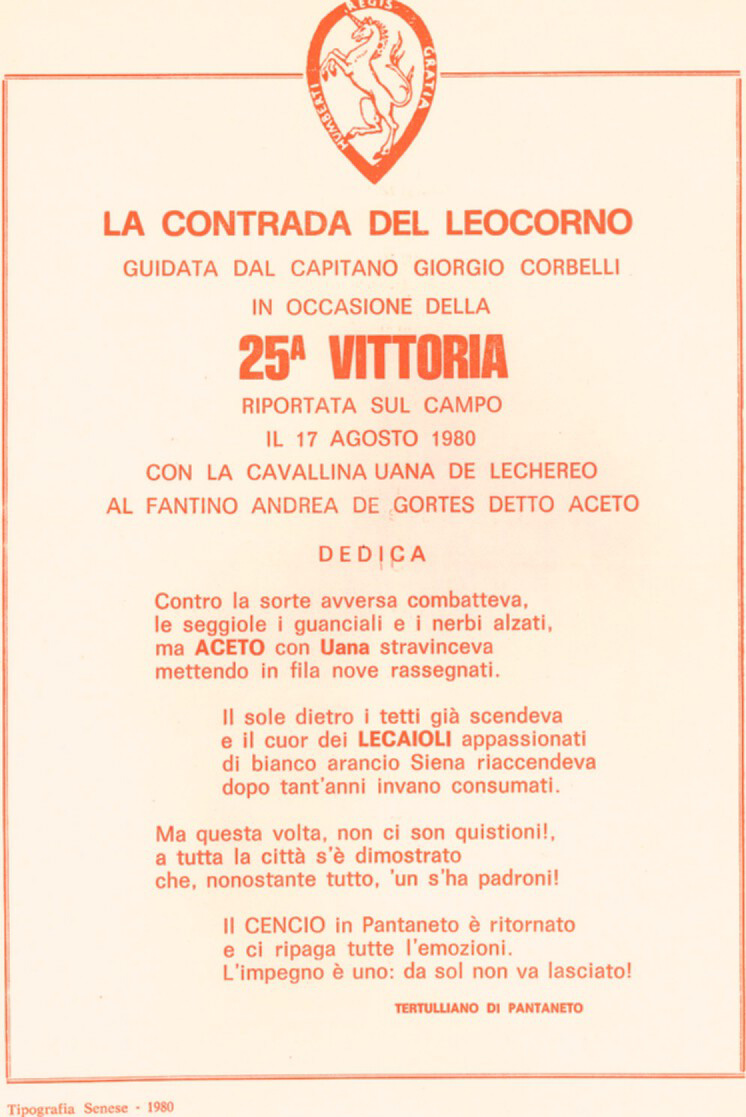 HUMBERTI REGIS GRATIA
LA CONTRADA DEL LEOCORNO
GUIDATA DAL CAPITANO GIORGIO CORBELLI
IN OCCASIONE DELLA
25ᴬ VITTORIA
RIPORTATA SUL CAMPO
IL 17 AGOSTO 1980
CON LA CAVALLINA UANA DE LECHEREO
AL FANTINO ANDREA DE GORTES DETTO ACETO
DEDICA
Contro la sorte avversa combatteva,
le seggiole i guanciali e i nerbi alzati,
ma ACETO con Uana stravinceva
mettendo in fila nove rassegnati.
Il sole dietro i tetti già scendeva
e il cuor dei LECAIOLI appassionati
di bianco arancio Siena riaccendeva
dopo tant'anni invano consumati.
Ma questa volta, non ci son quistioni!,
a tutta la città s'è dimostrato
che, nonostante tutto, 'un s'ha padroni!
Il CENCIO in Pantaneto è ritornato
e ci ripaga tutte l'emozioni.
L'impegno è uno: da sol non va lasciato!
TERTULLIANO DI PANTANETO
Tipografia Senese - 1980